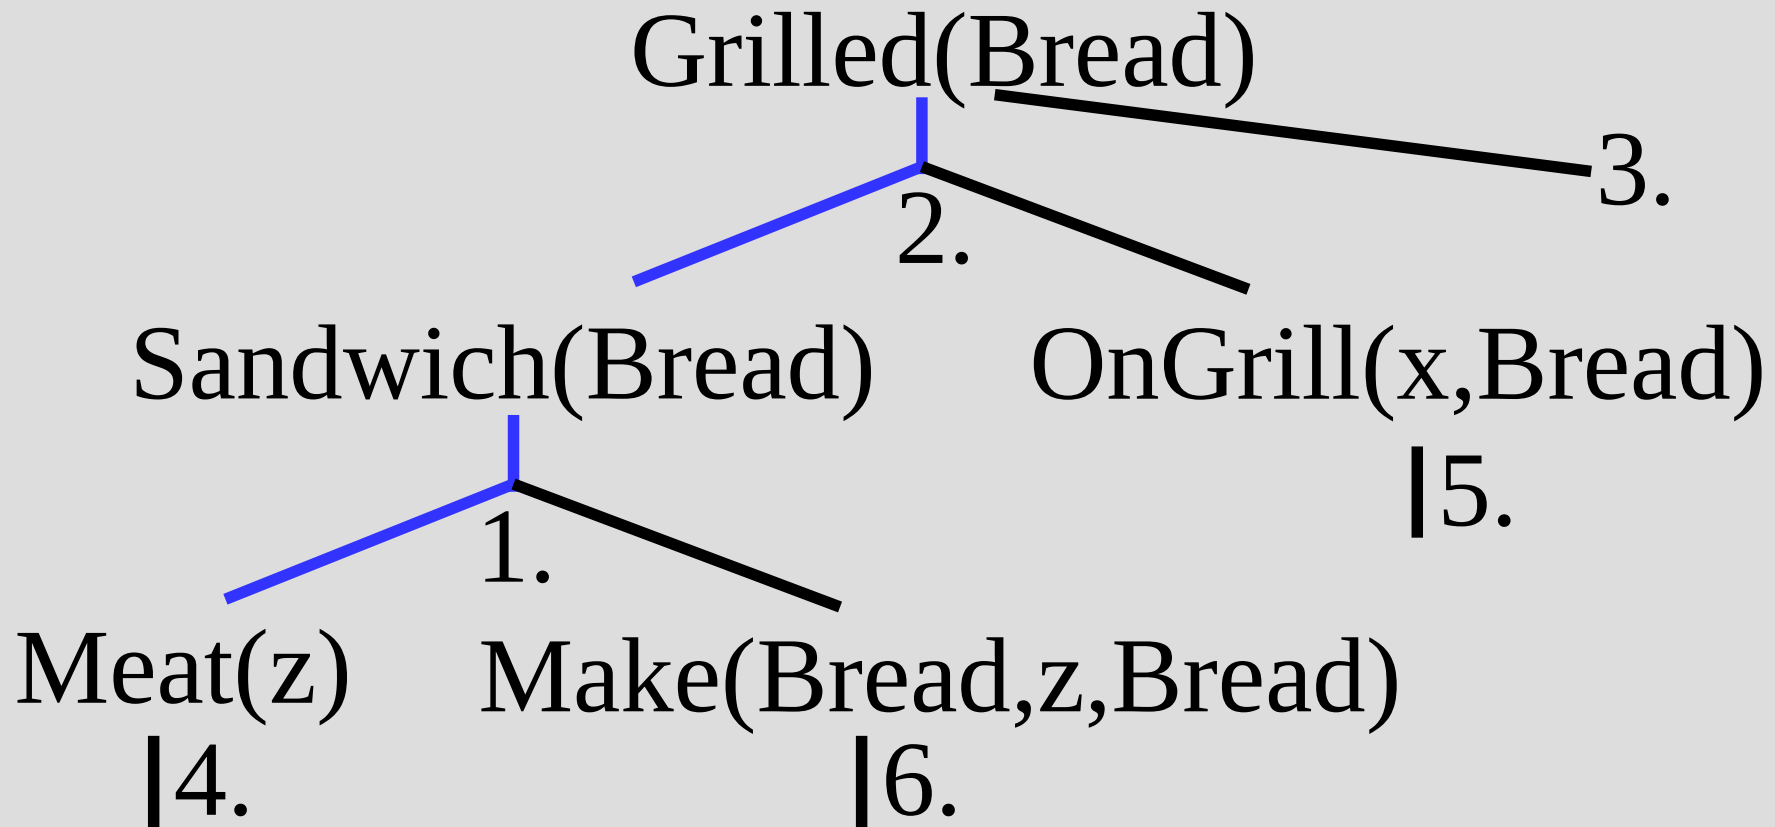 Grilled(Bread)
3.
2.
Sandwich(Bread) OnGrill(x,Bread)
5.
1.
Meat(z) Make(Bread,z,Bread)
4. 6.